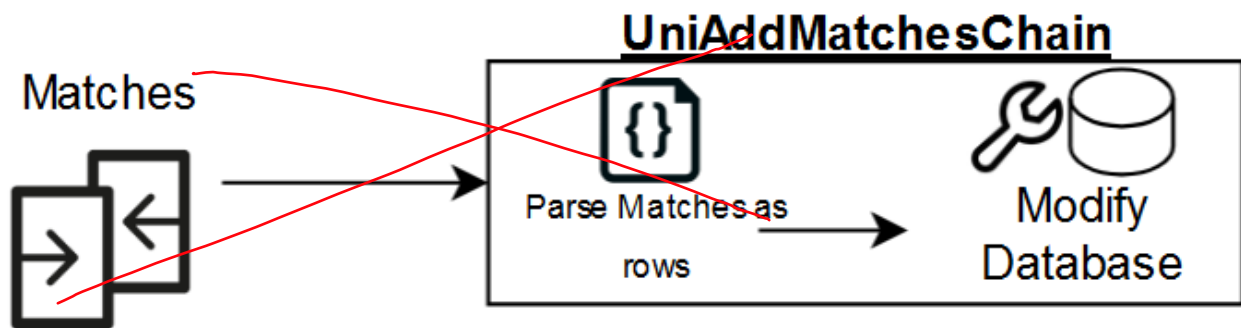 UniAddMatchesChain
Matches
{}
Parse Matches as
rows
Modify
Database